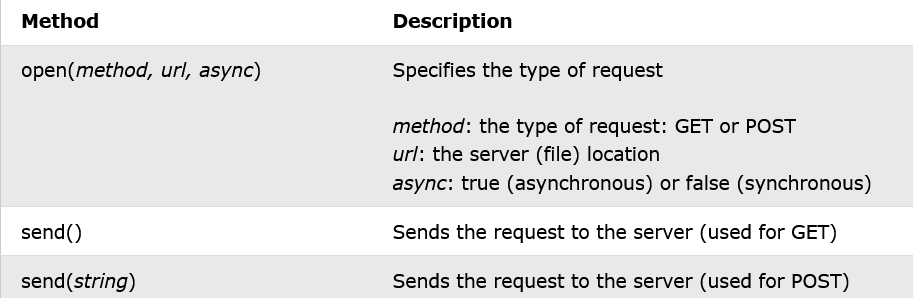 Method Description
open(method, url, async) Specifies the type of request
method: the type of request: GET or POST
url: the server (file) location
async: true (asynchronous) or false (synchronous)
send() Sends the request to the server (used for GET)
send(string) Sends the request to the server (used for POST)